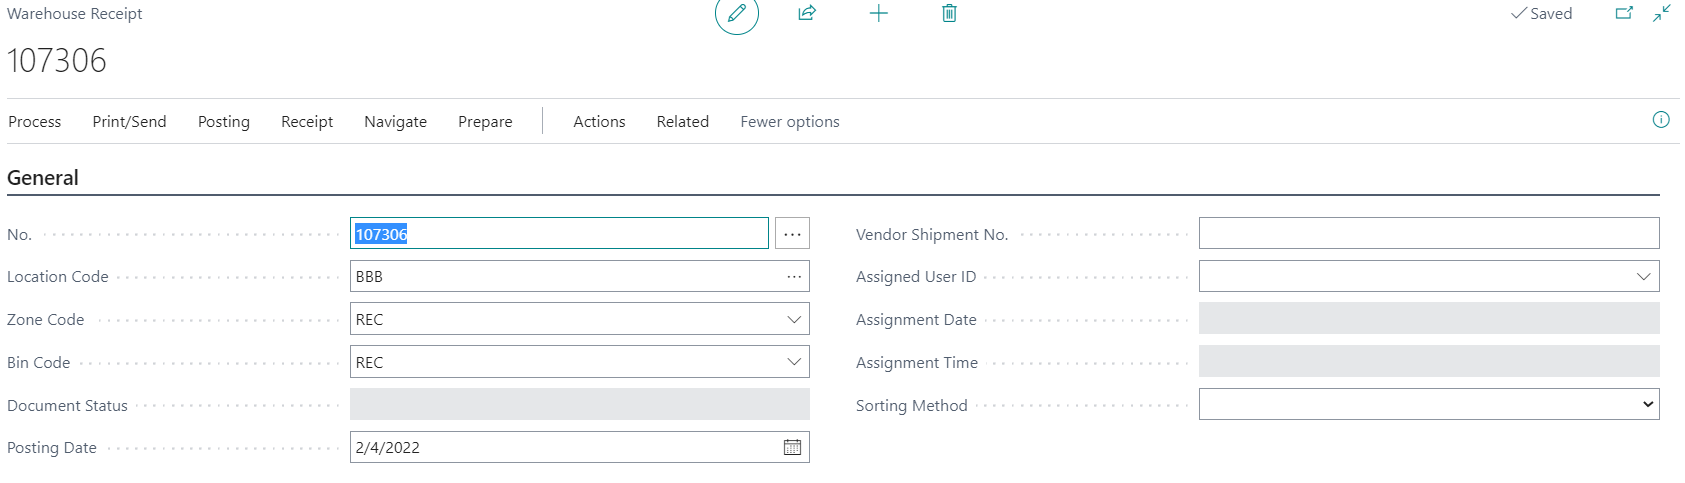 Warehouse Receipt
Saved
107306
Process Print/Send Posting Receipt Navigate Prepare Actions Related Fewer options
General
No. 107306
Vendor Shipment No.
Location Code BBB
Assigned User ID
Zone Code REC
Assignment Date
Bin Code REC
Assignment Time
Document Status
Sorting Method
Posting Date 2/4/2022